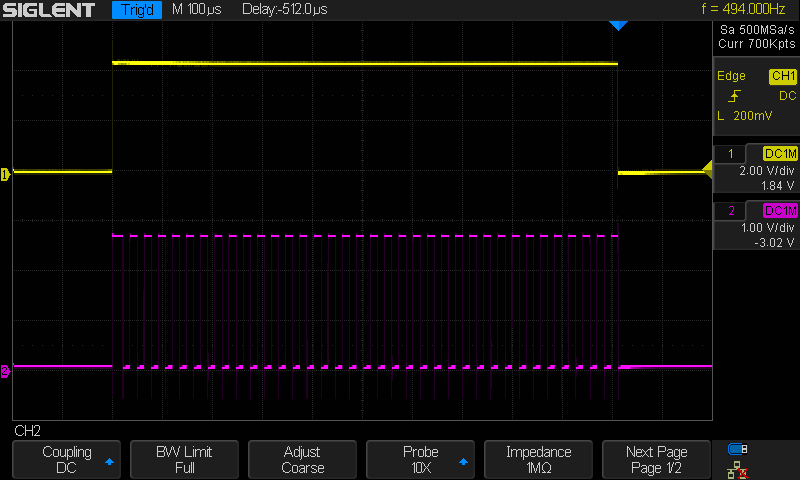 SIGLENT Trig'd M 100µs Delay:-512.0µs f = 494.000Hz
Sa 500MSa/s
Curr 700Kpts
Edge CH1
DC
L 200mV
1 DC1M
2.00 V/div
1.84 V
2 DC1M
1.00 V/div
-3.02 V
1
2
CH2
Coupling BW Limit Adjust Probe Impedance Next Page
DC Full Coarse 10X 1MΩ Page 1/2